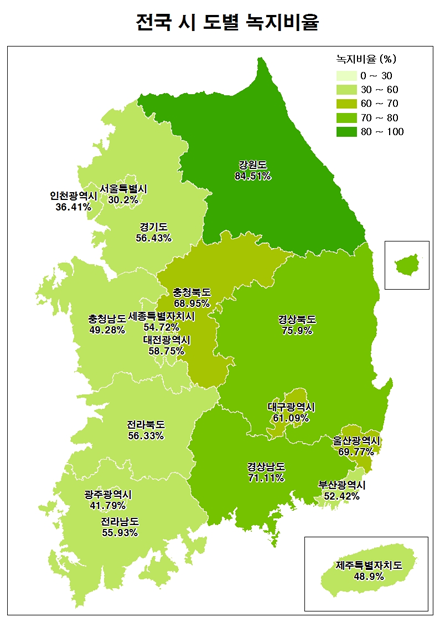 전국 시 도별 녹지비율
녹지비율 (%)
0 ~ 30
30 ~ 60
60 ~ 70
70 ~ 80
80 ~ 100
강원도
84.51%
서울특별시
30.2%
인천광역시
36.41%
경기도
56.43%
충청북도
68.95%
충청남도
49.28%
세종특별자치시
54.72%
대전광역시
58.75%
경상북도
75.9%
대구광역시
61.09%
전라북도
56.33%
울산광역시
69.77%
경상남도
71.11%
부산광역시
52.42%
광주광역시
41.79%
전라남도
55.93%
제주특별자치도
48.9%